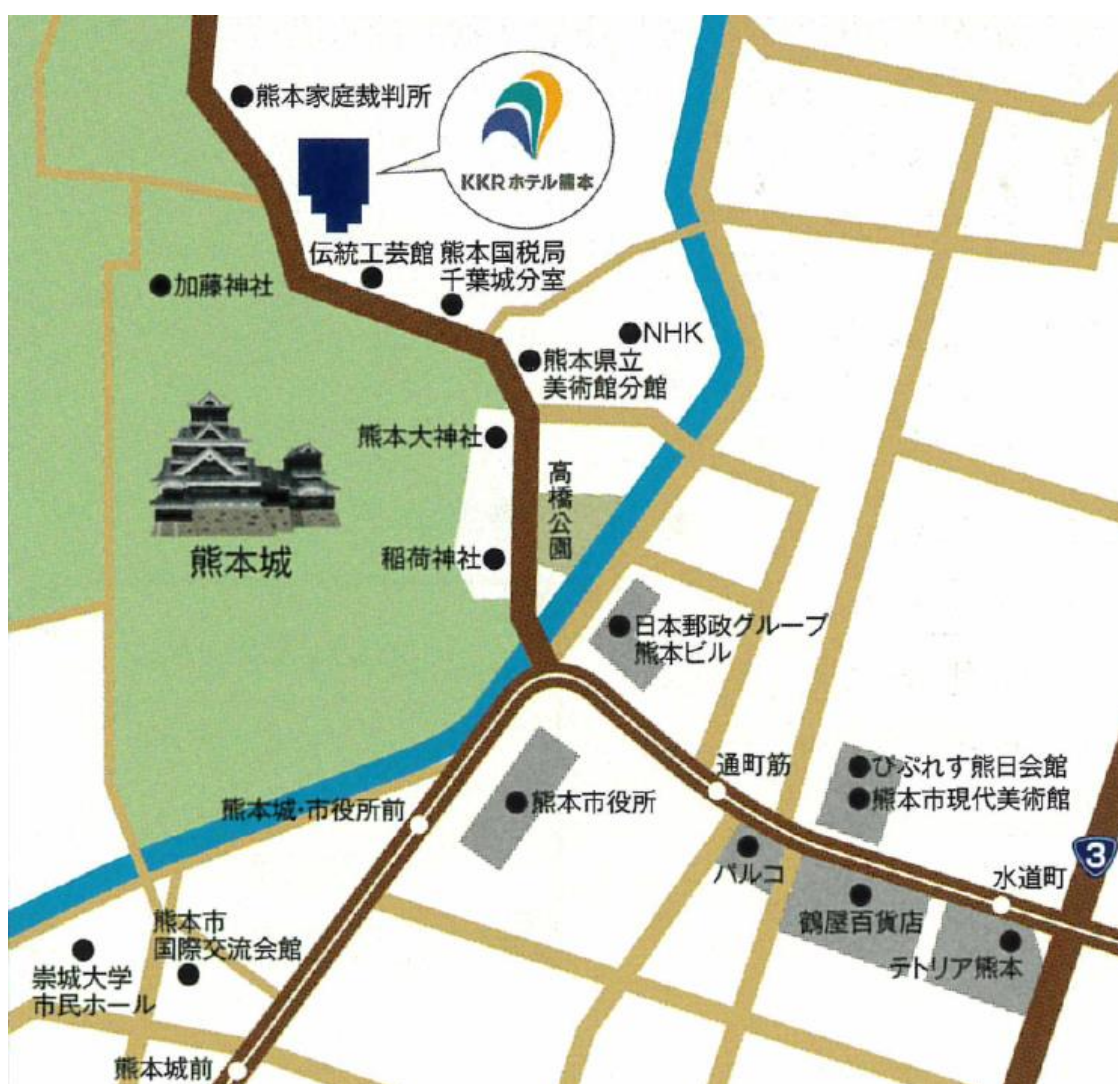 熊本家庭裁判所
KKRホテル熊本
伝統工芸館
熊本国税局
千葉城分室
加藤神社
NHK
熊本県立
美術館分館
熊本大神社
高橋公園
稲荷神社
熊本城
日本郵政グループ
熊本ビル
通町筋
びぷれす熊日会館
熊本市現代美術館
熊本城・市役所前
熊本市役所
3
パルコ
水道町
鶴屋百貨店
テトリア熊本
熊本市
国際交流会館
崇城大学
市民ホール
熊本城前